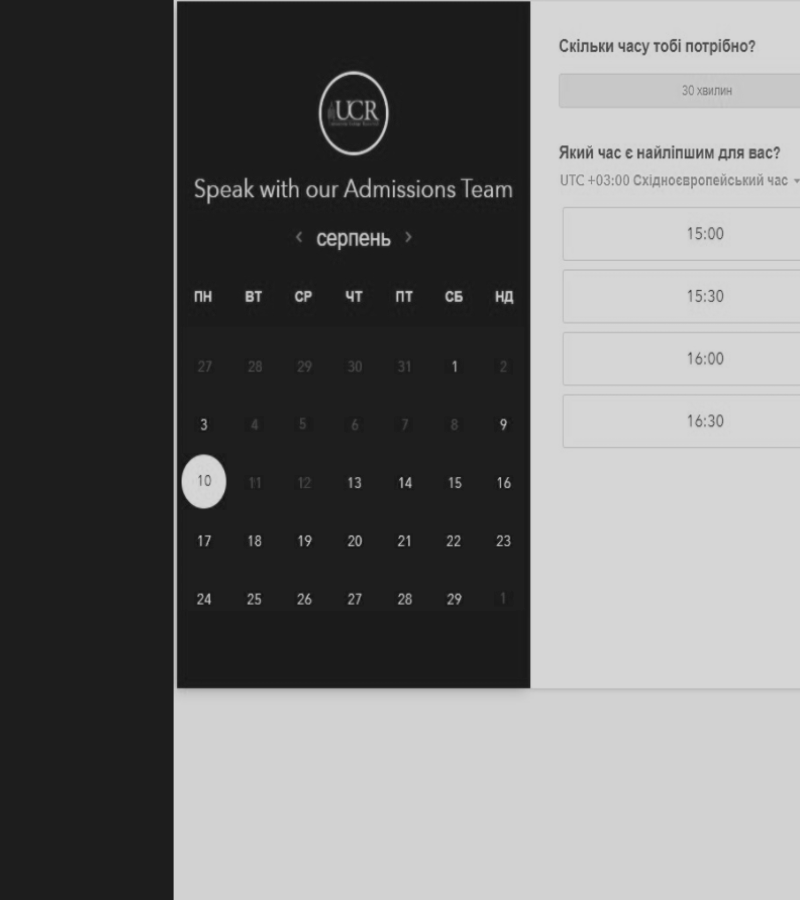 UCR
Speak with our Admissions Team
‹ серпень ›
ПН ВТ СР ЧТ ПТ СБ НД
27 28 29 30 31 1 2
3 4 5 6 7 8 9
10 11 12 13 14 15 16
17 18 19 20 21 22 23
24 25 26 27 28 29 1
Скільки часу тобі потрібно?
30 хвилин
Який час є найліпшим для вас?
UTC +03:00 Східноєвропейський час
15:00
15:30
16:00
16:30